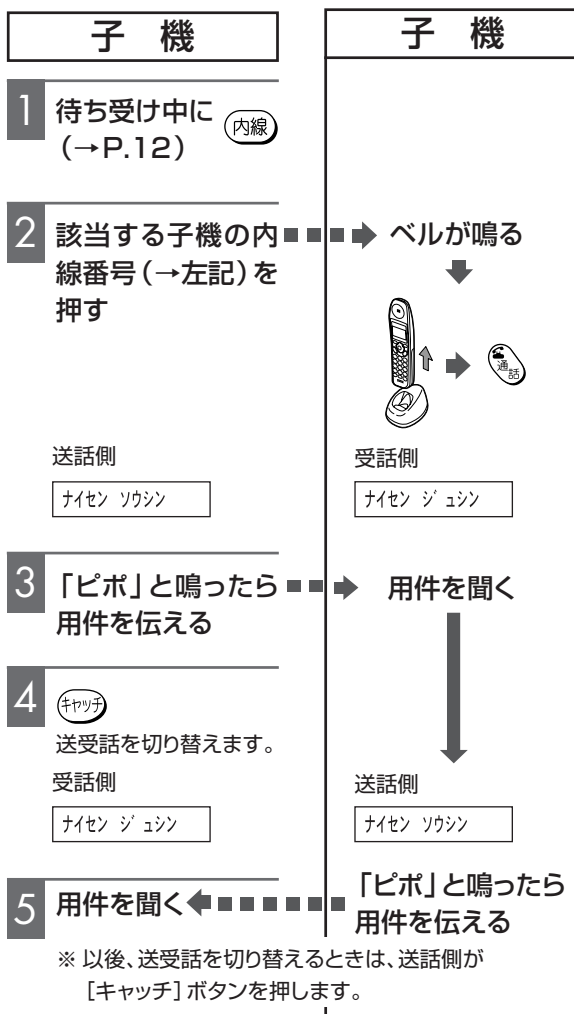 子 機
子 機
1 待ち受け中に 内線
(→P.12)
2 該当する子機の内
線番号(→左記)を
押す
ベルが鳴る
通話
送話側
ナイセン ソウシン
受話側
ナイセン ジュシン
3 「ピポ」と鳴ったら
用件を伝える
用件を聞く
4 キャッチ
送受話を切り替えます。
受話側
ナイセン ジュシン
送話側
ナイセン ソウシン
5 用件を聞く
「ピポ」と鳴ったら
用件を伝える
※ 以後、送受話を切り替えるときは、送話側が
[キャッチ]ボタンを押します。